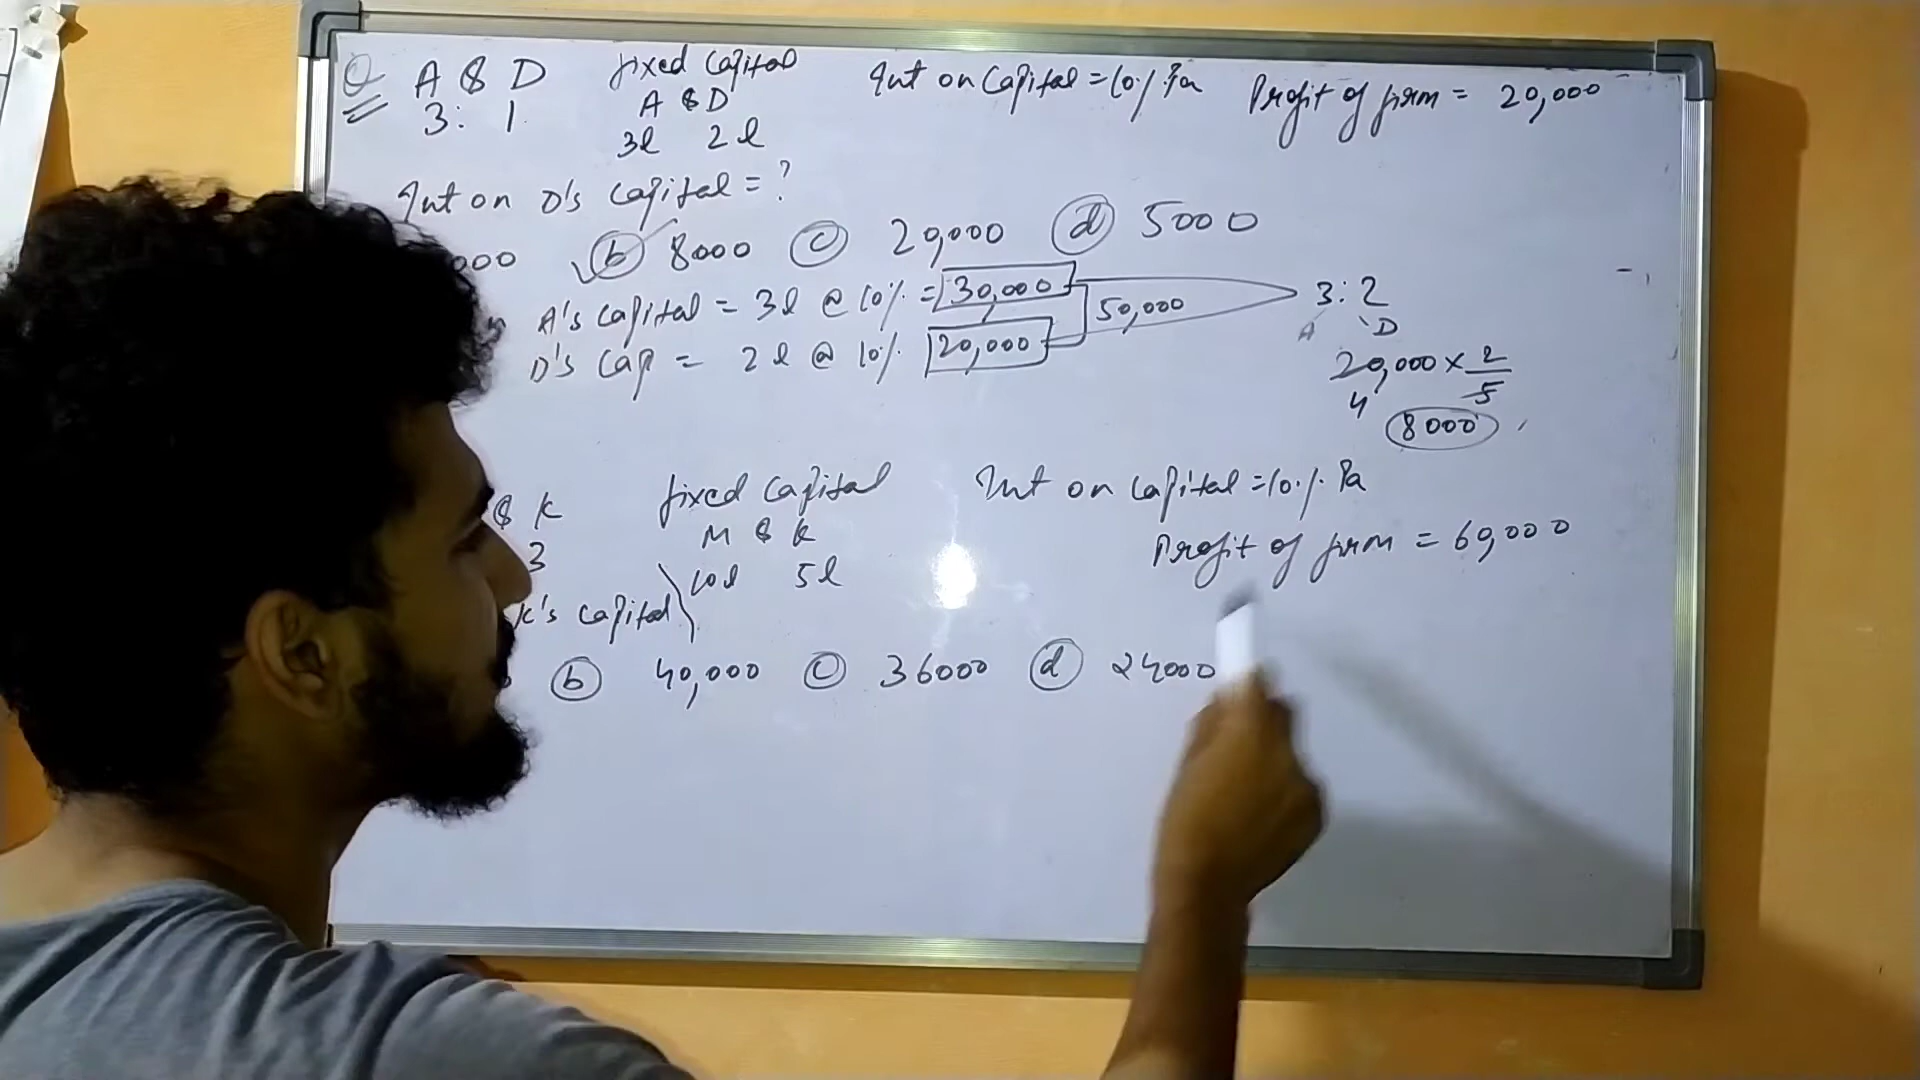 Q A & D fixed capital Int on capital = 10% Pa Profit of firm = 20,000
3: 1 A & D
3l 2l
Int on D's capital = ?
000 b 8000 c 20,000 d 5000
A's capital = 3l @ 10% = 30,000 50,000 3:2
A D
D's cap = 2l @ 10% 20,000 20,000 x 2/5
4
8000
& K fixed capital Int on capital = 10% Pa
3 M & K Profit of firm = 60,000
10l 5l
K's capital
b 40,000 c 36000 d 24000